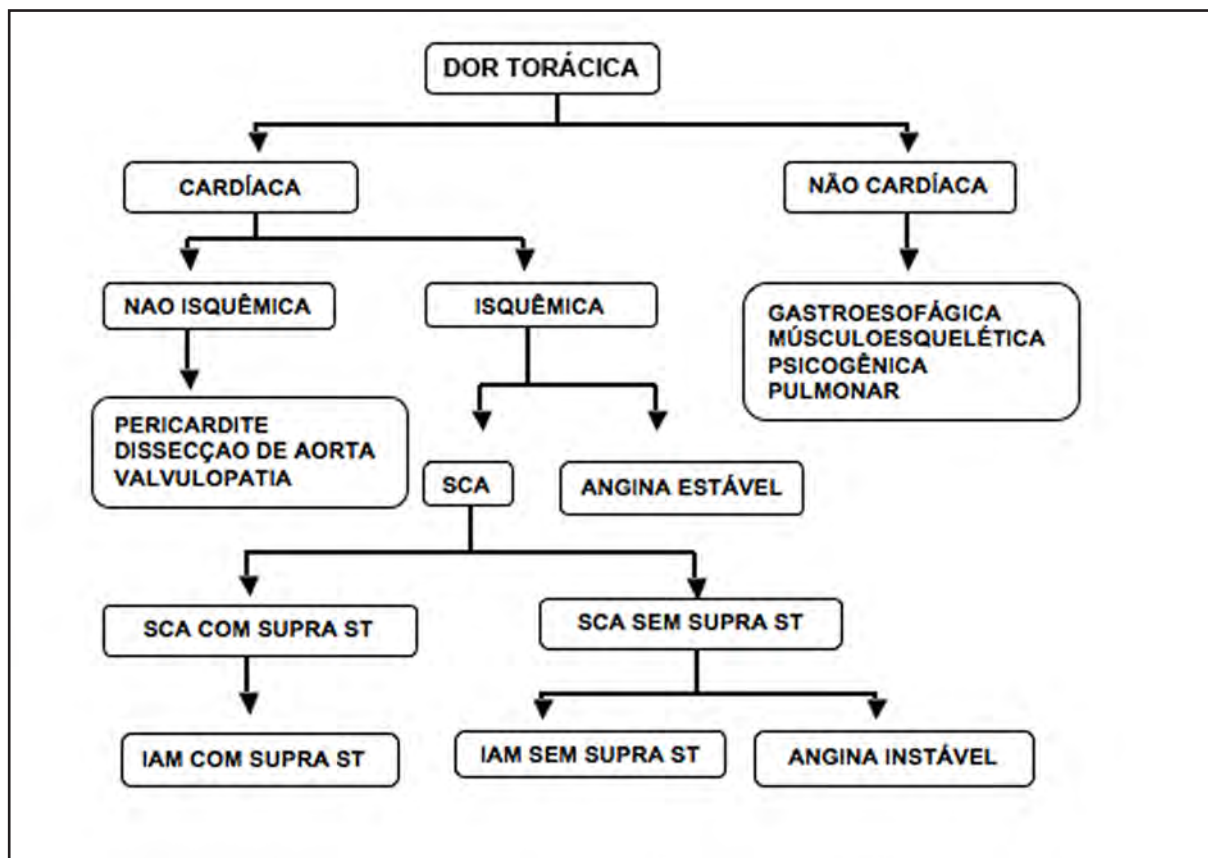 DOR TORÁCICA
CARDÍACA
NÃO CARDÍACA
NAO ISQUÊMICA
ISQUÊMICA
GASTROESOFÁGICA
MÚSCULOESQUELÉTICA
PSICOGÊNICA
PULMONAR
PERICARDITE
DISSECÇAO DE AORTA
VALVULOPATIA
SCA
ANGINA ESTÁVEL
SCA COM SUPRA ST
SCA SEM SUPRA ST
IAM COM SUPRA ST
IAM SEM SUPRA ST
ANGINA INSTÁVEL